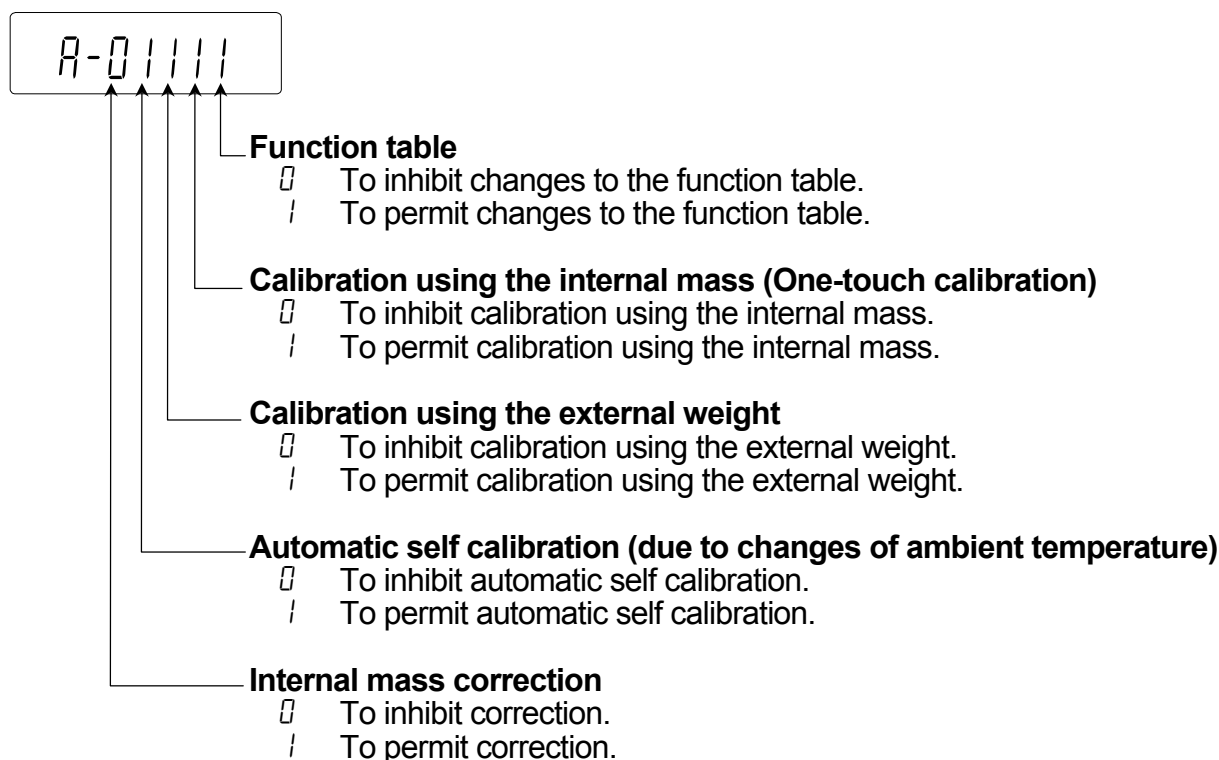 A-01111
Function table
0 To inhibit changes to the function table.
1 To permit changes to the function table.
Calibration using the internal mass (One-touch calibration)
0 To inhibit calibration using the internal mass.
1 To permit calibration using the internal mass.
Calibration using the external weight
0 To inhibit calibration using the external weight.
1 To permit calibration using the external weight.
Automatic self calibration (due to changes of ambient temperature)
0 To inhibit automatic self calibration.
1 To permit automatic self calibration.
Internal mass correction
0 To inhibit correction.
1 To permit correction.